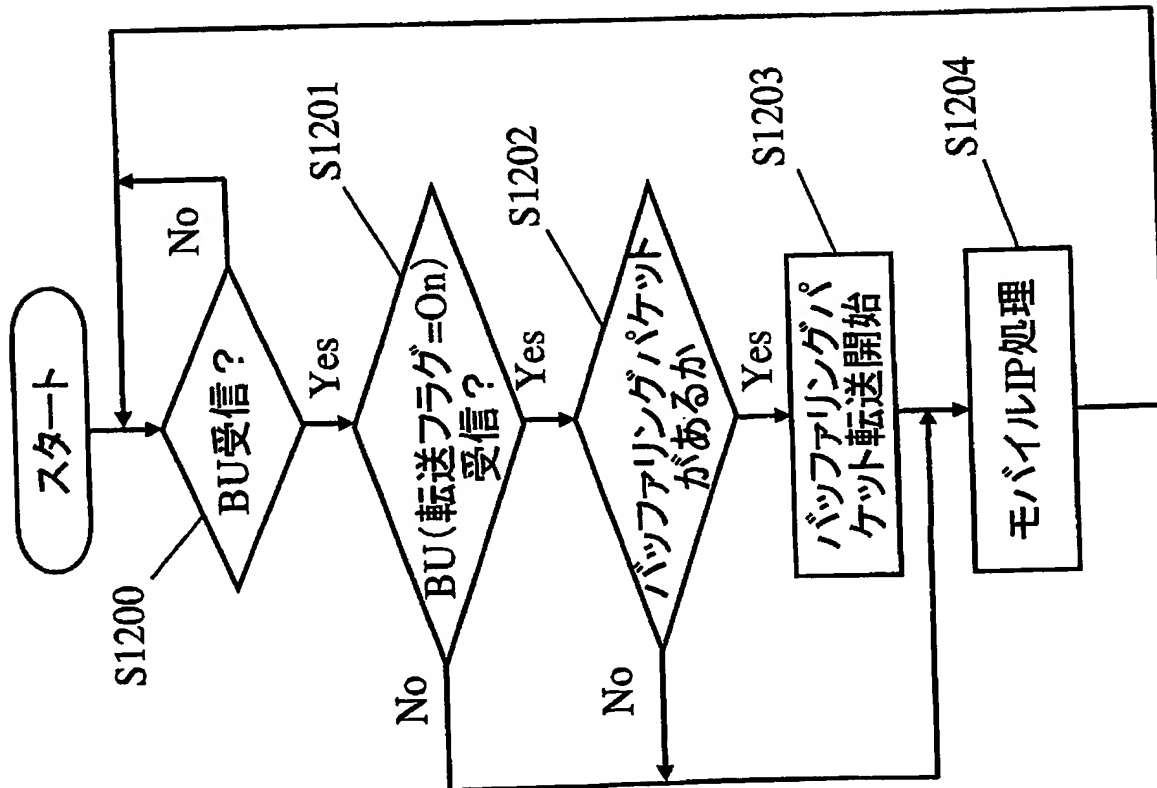 スタート
No
BU受信?
S1200
Yes
S1201
BU(転送フラグ=On)
受信?
No
Yes
S1202
バッファリングパケット
があるか
No
Yes
S1203
バッファリングパ
ケット転送開始
S1204
モバイルIP処理